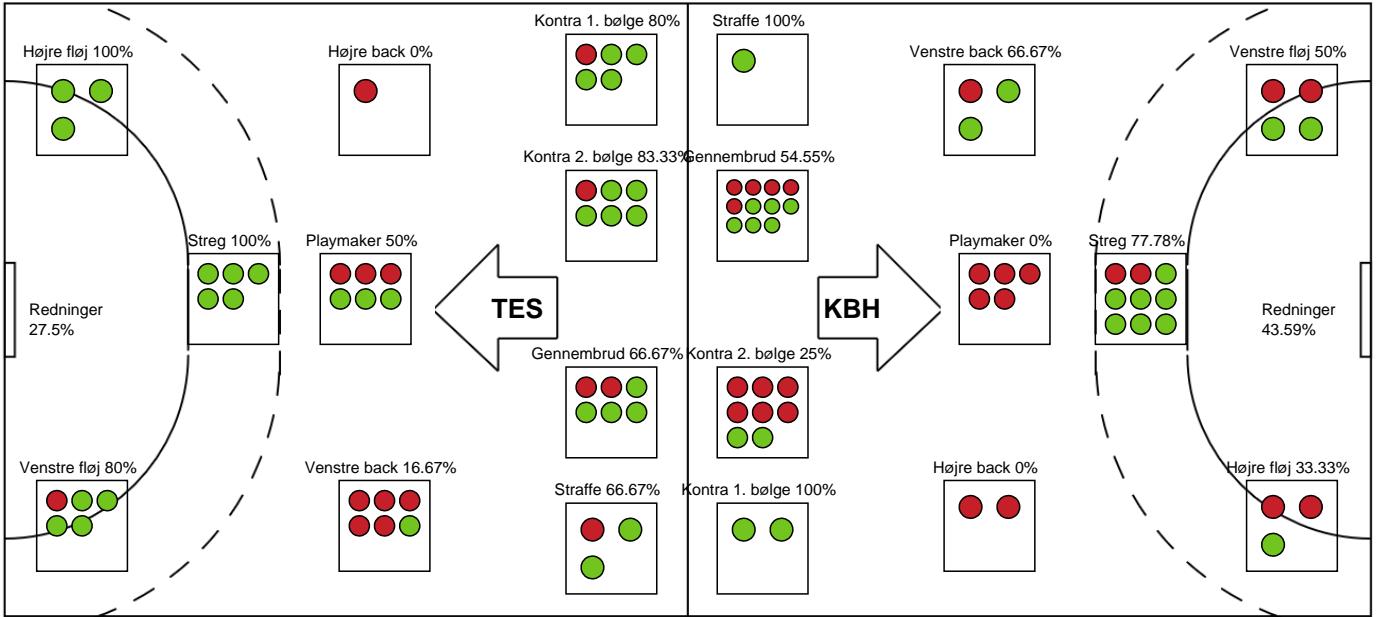 Kontra 1. bølge 80%
Straffe 100%
Højre fløj 100%
Højre back 0%
Venstre back 66.67%
Venstre fløj 50%
Kontra 2. bølge 83.33%
Gennembrud 54.55%
Streg 100%
Playmaker 50%
Playmaker 0%
Streg 77.78%
Redninger
27.5%
TES
KBH
Redninger
43.59%
Gennembrud 66.67%
Kontra 2. bølge 25%
Venstre fløj 80%
Venstre back 16.67%
Højre back 0%
Højre fløj 33.33%
Straffe 66.67%
Kontra 1. bølge 100%